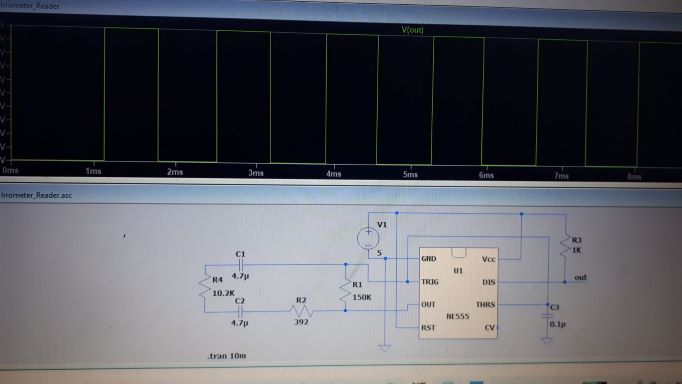 Irrometer_Reader
V(out)
0ms 1ms 2ms 3ms 4ms 5ms 6ms 7ms 8ms
Irrometer_Reader.asc
V1
5
R3
1K
C1
4.7µ
R4
10.2K
C2
4.7µ
R2
392
R1
150K
GND Vcc
U1
TRIG DIS
out
OUT THRS
NE555
RST CV
C3
0.1µ
.tran 10m